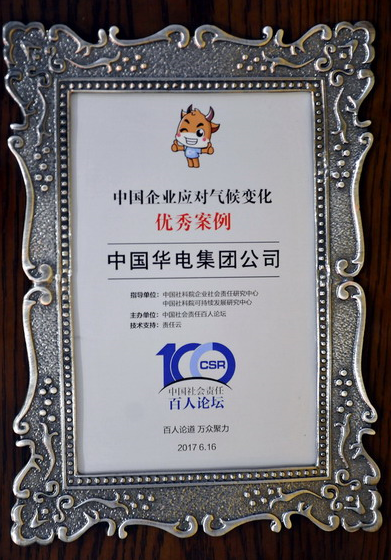 中国企业应对气候变化
优秀案例
中国华电集团公司
指导单位：中国社科院企业社会责任研究中心
中国社科院可持续发展研究中心
主办单位：中国社会责任百人论坛
技术支持：责任云
100 CSR
中国社会责任
百人论坛
百人论道 万众聚力
2017 6.16